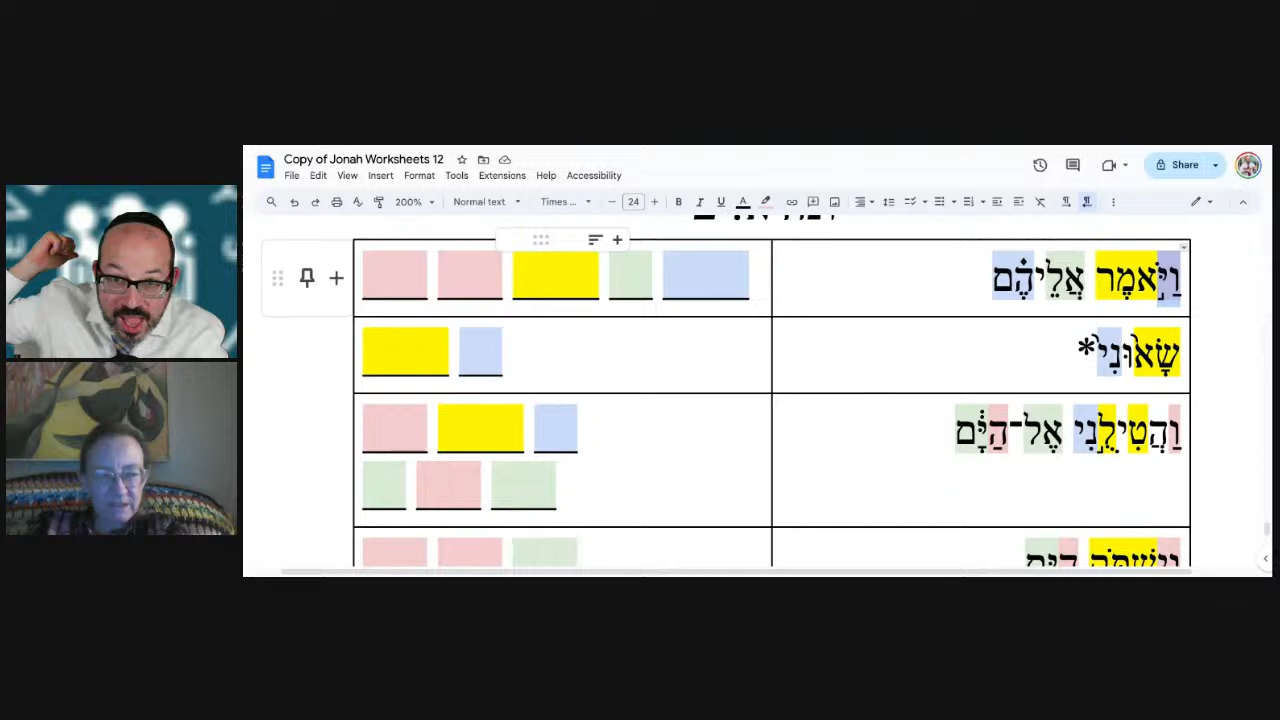 Copy of Jonah Worksheets 12
File Edit View Insert Format Tools Extensions Help Accessibility
Share
200% Normal text Times ... 24 B I U A
וַיֹּ֣אמֶר אֲלֵיהֶ֗ם
שָׂא֙וּנִי֙*
וַהֲטִילֻ֣נִי אֶל־הַיָּ֔ם
וְיִשְׁתֹּ֥ק הַיָּ֖ם